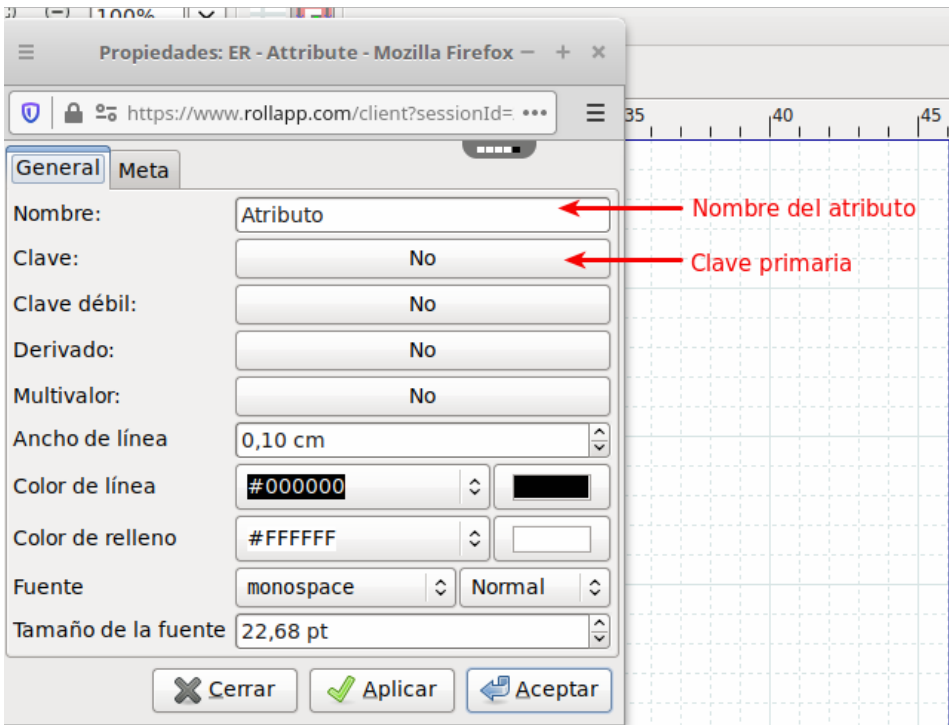 100%
Propiedades: ER - Attribute - Mozilla Firefox
https://www.rollapp.com/client?sessionId=
35 40 45
General Meta
Nombre: Atributo
Nombre del atributo
Clave: No
Clave primaria
Clave débil: No
Derivado: No
Multivalor: No
Ancho de línea 0,10 cm
Color de línea #000000
Color de relleno #FFFFFF
Fuente monospace Normal
Tamaño de la fuente 22,68 pt
Cerrar Aplicar Aceptar